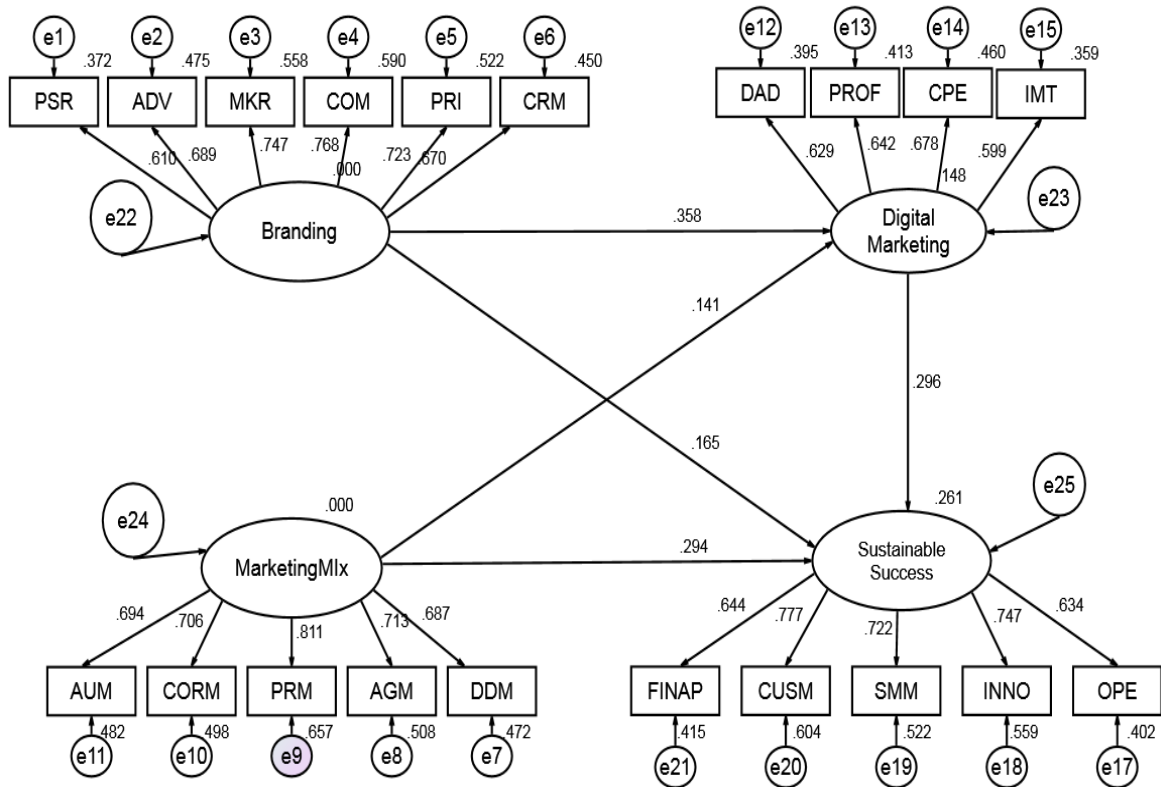 e1 e2 e3 e4 e5 e6
.372 .475 .558 .590 .522 .450
PSR ADV MKR COM PRI CRM
.610 .689 .747 .768 .723 .670
.000
e22
Branding
e12 e13 e14 e15
.395 .413 .460 .359
DAD PROF CPE IMT
.629 .642 .678 .599
148
Digital
Marketing
e23
.358
.141
.296
.165
e24
.000
MarketingMIx
.294
.261
e25
Sustainable
Success
.694 .706 .811 .713 .687
AUM CORM PRM AGM DDM
.482 .498 .657 .508 .472
e11 e10 e9 e8 e7
.644 .777 .722 .747 .634
FINAP CUSM SMM INNO OPE
.415 .604 .522 .559 .402
e21 e20 e19 e18 e17